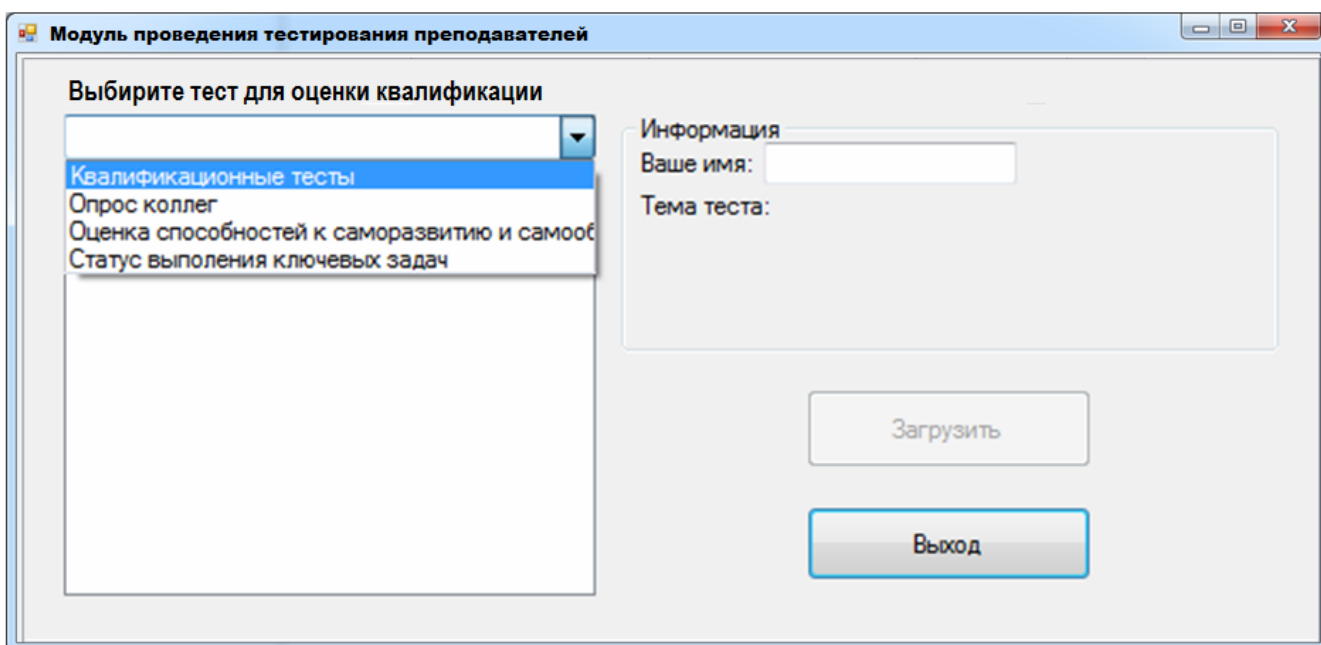 Модуль проведения тестирования преподавателей
Выбирите тест для оценки квалификации
Квалификационные тесты
Опрос коллег
Оценка способностей к саморазвитию и самооб
Статус выполения ключевых задач
Информация
Ваше имя:
Тема теста:
Загрузить
Выход